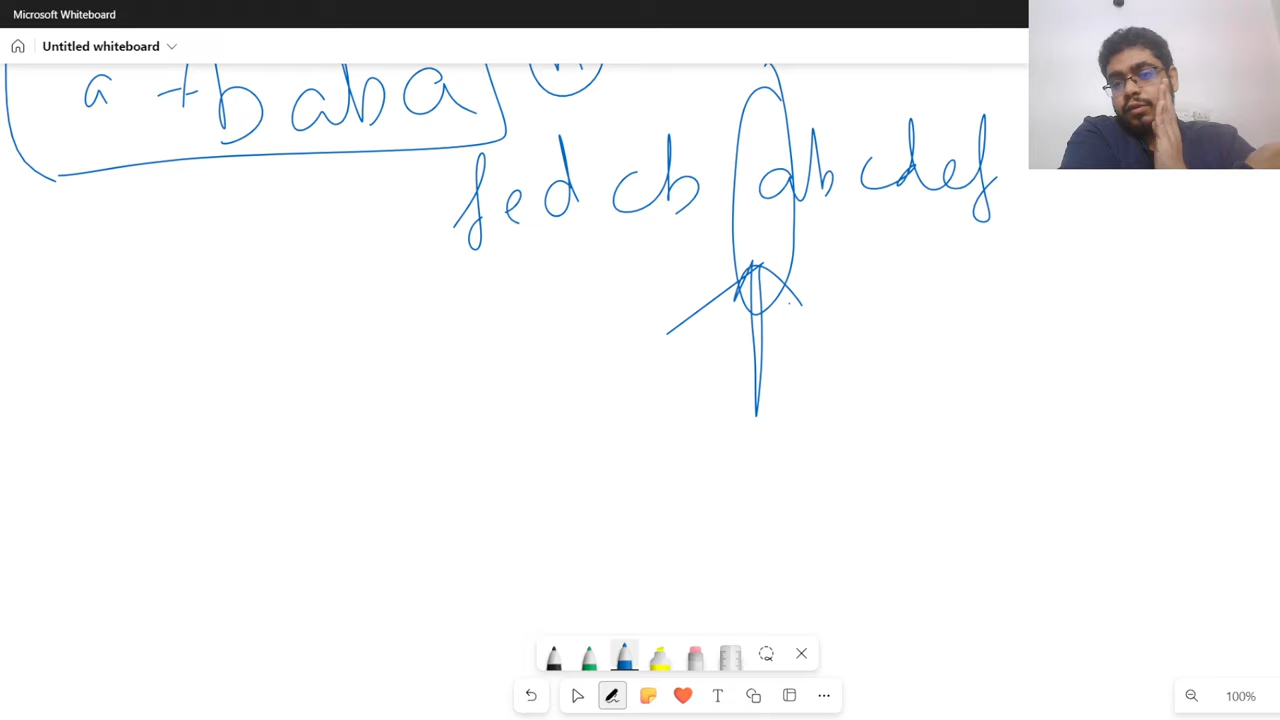 Microsoft Whiteboard
Untitled whiteboard
a + b a b a
f e d c b a b c d e f
T
100%